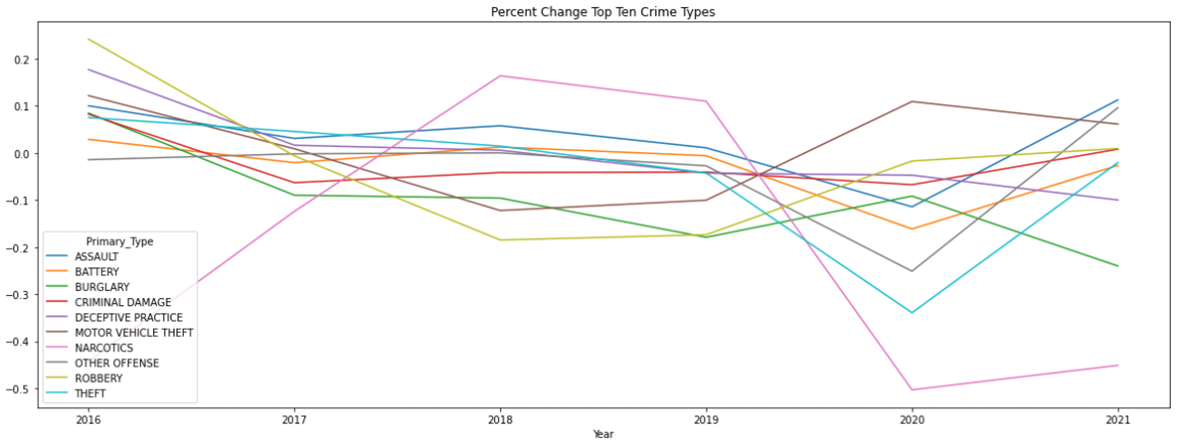 Percent Change Top Ten Crime Types
0.2
0.1
0.0
−0.1
−0.2
−0.3
−0.4
−0.5
Primary_Type
ASSAULT
BATTERY
BURGLARY
CRIMINAL DAMAGE
DECEPTIVE PRACTICE
MOTOR VEHICLE THEFT
NARCOTICS
OTHER OFFENSE
ROBBERY
THEFT
2016 2017 2018 2019 2020 2021
Year